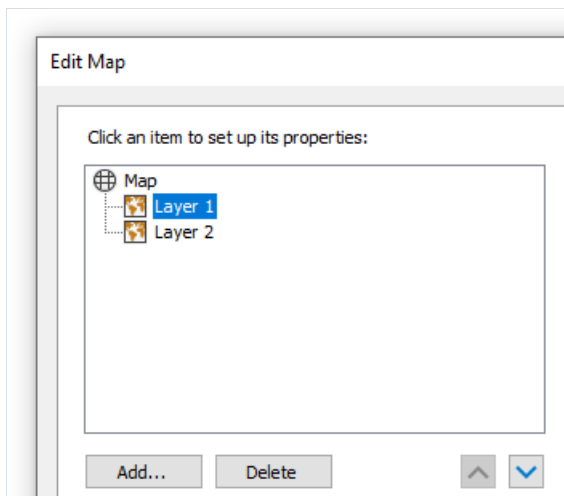 Edit Map
Click an item to set up its properties:
Map
Layer 1
Layer 2
Add... Delete